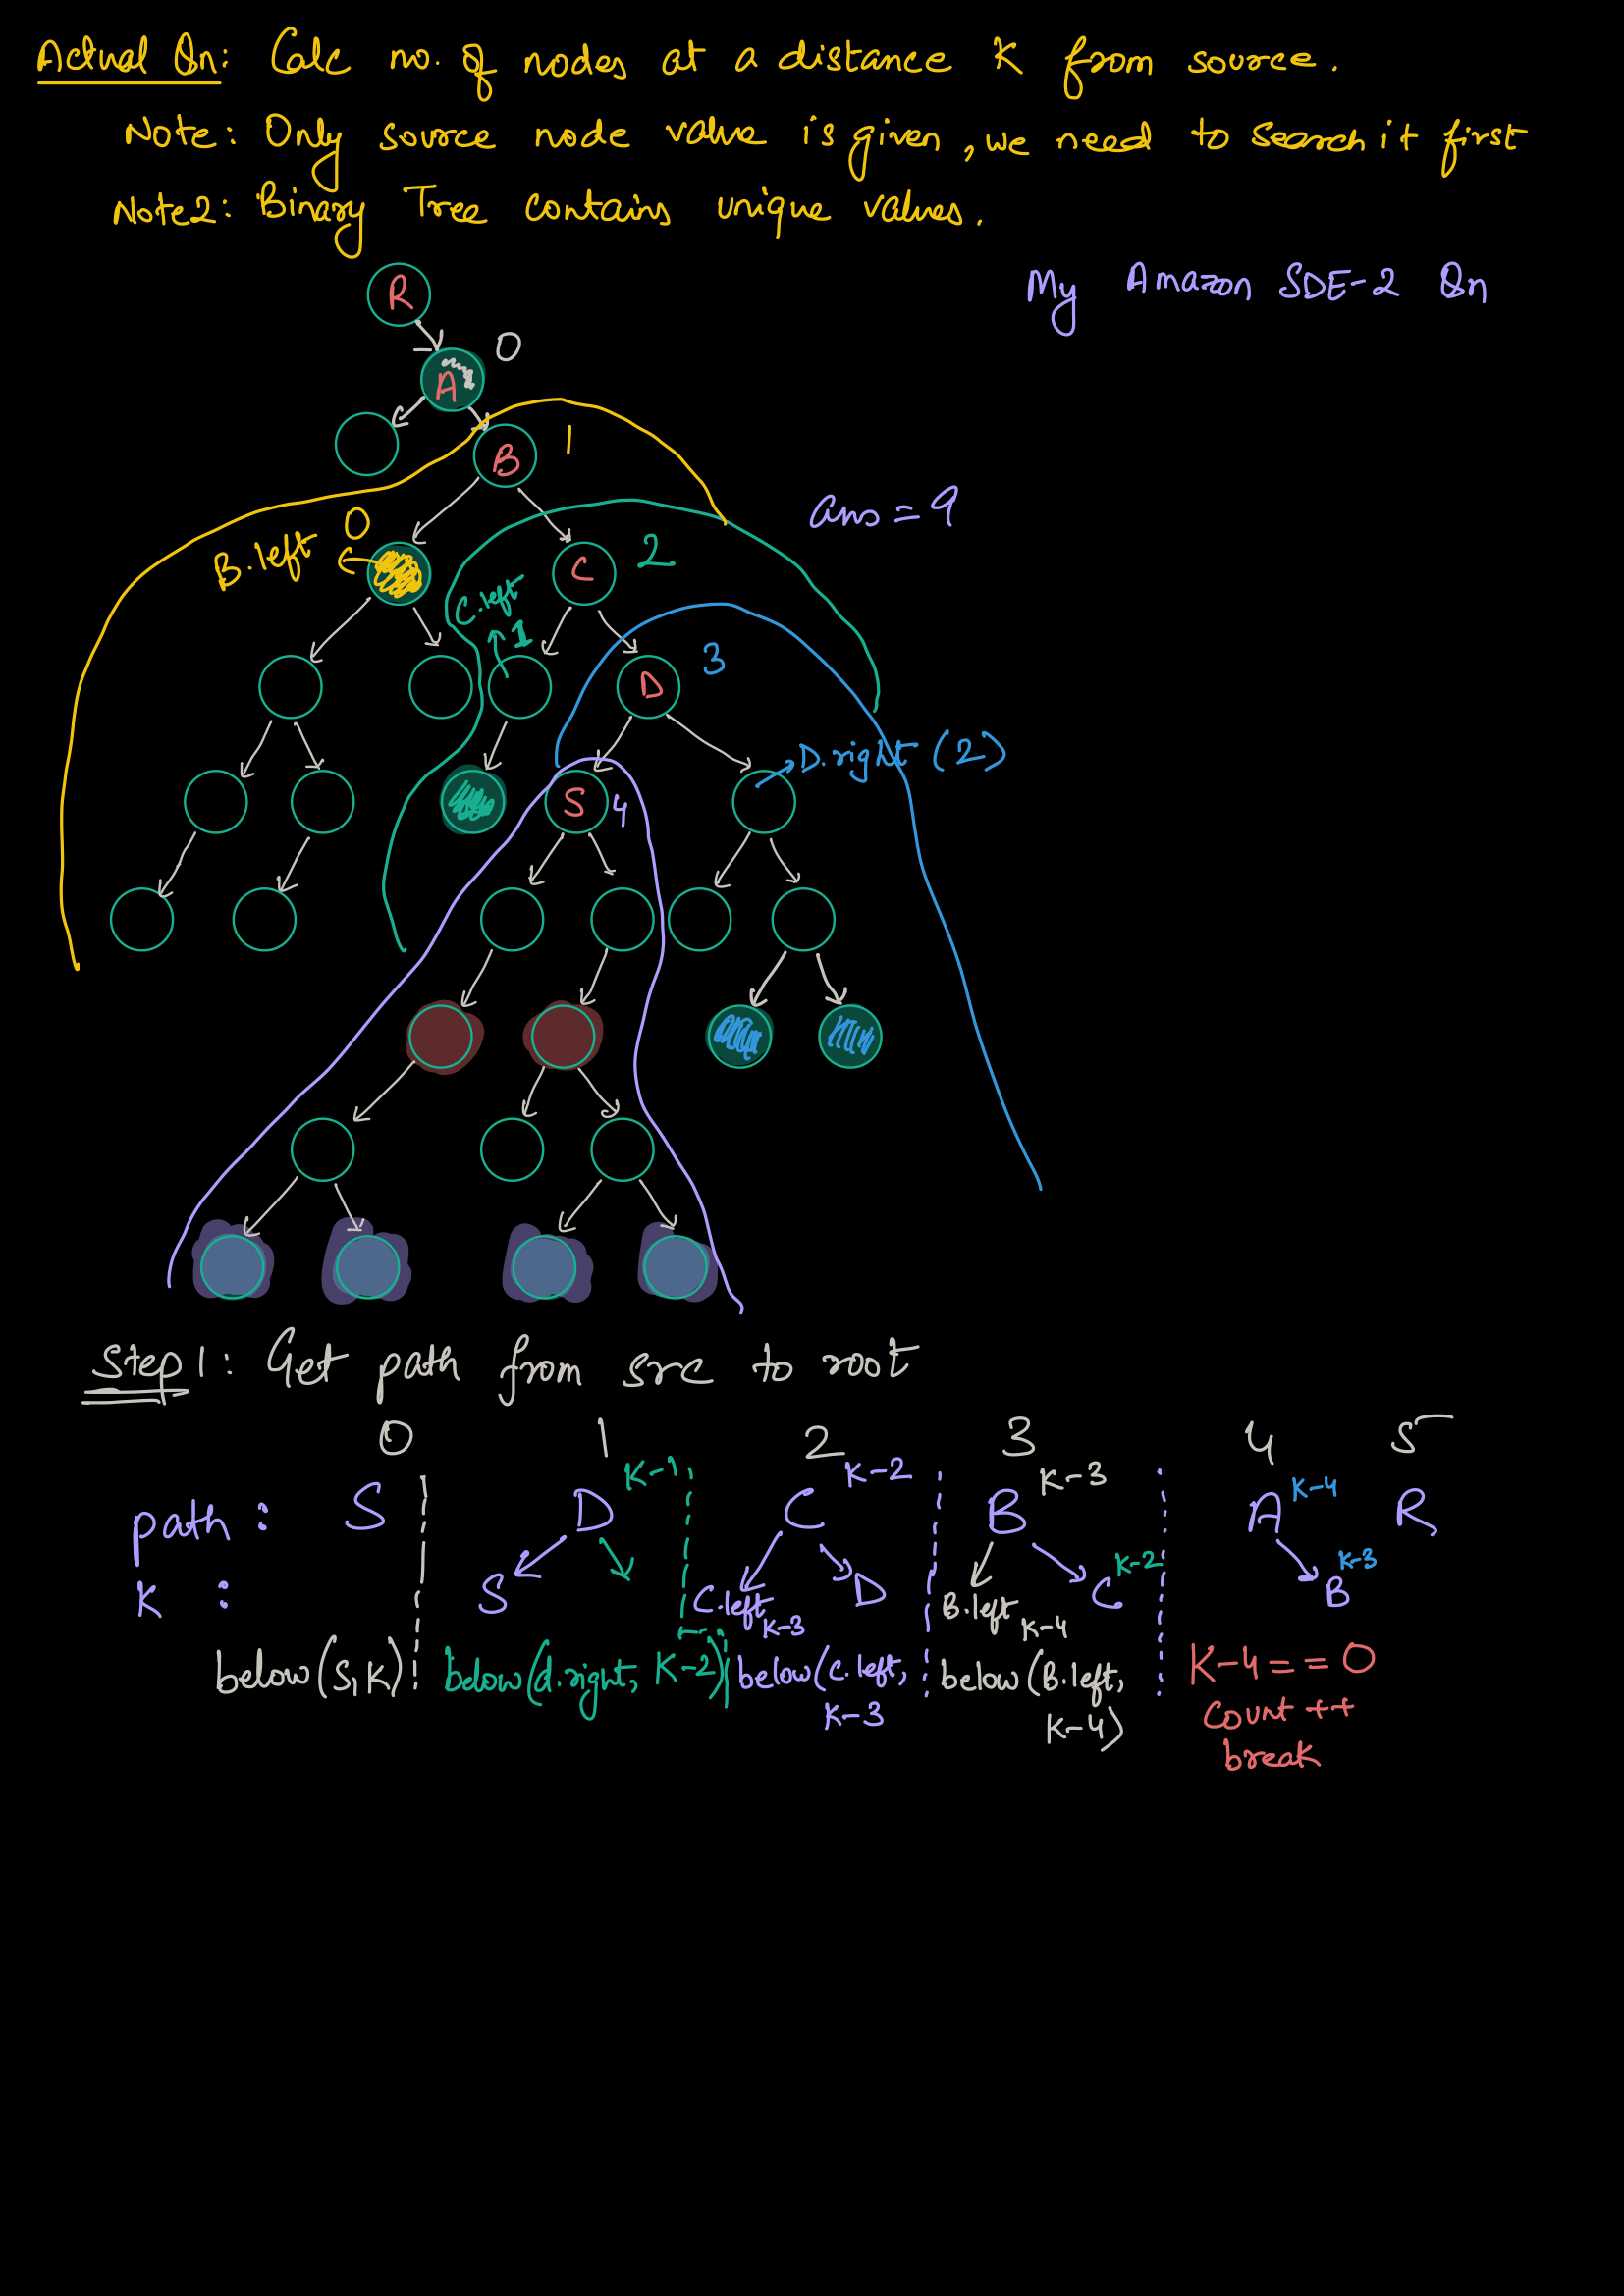 Actual Qn: Calc no. of nodes at a distance K from source.
Note: Only source node value is given, we need to search it first
Note2: Binary Tree contains unique values.
My Amazon SDE-2 Qn
R
A 0
B 1
ans = 9
B.left 0
C 2
C.left 1
D 3
D.right (2)
S 4
Step 1: Get path from src to root
0 1 2 3 4 5
path : S D K-1 C K-2 B K-3 A K-4 R
K : S C.left K-3 D B.left K-4 C K-2 B K-3
below(S,K) below(d.right, K-2) below(C.left, K-3 below(B.left, K-4) K-4 == 0
Count ++
break